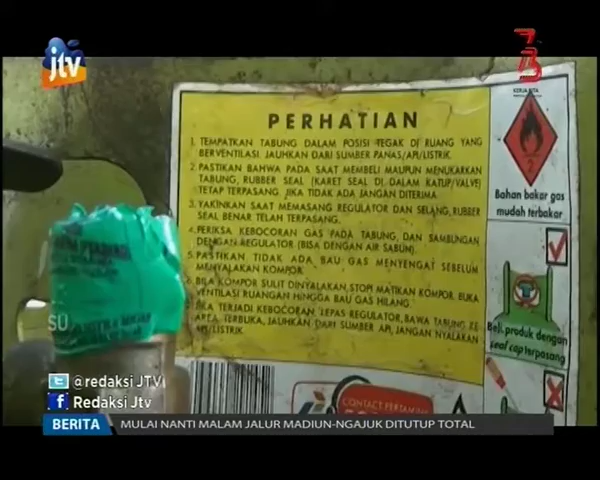 jtv
73
KERJA KITA
PERHATIAN
1. TEMPATKAN TABUNG DALAM POSISI TEGAK DI RUANG YANG
BERVENTILASI. JAUHKAN DARI SUMBER PANAS/API/LISTRIK.
2. PASTIKAN BAHWA PADA SAAT MEMBELI MAUPUN MENUKARKAN
TABUNG, RUBBER SEAL (KARET SEAL DI DALAM KATUP/VALVE)
TETAP TERPASANG, JIKA TIDAK ADA JANGAN DITERIMA.
3. YAKINKAN SAAT MEMASANG REGULATOR DAN SELANG, RUBBER
SEAL BENAR TELAH TERPASANG.
4. PERIKSA KEBOCORAN GAS PADA TABUNG, DAN SAMBUNGAN
DENGAN REGULATOR (BISA DENGAN AIR SABUN).
5. PASTIKAN TIDAK ADA BAU GAS MENYENGAT SEBELUM
MENYALAKAN KOMPOR.
6. BILA KOMPOR SULIT DINYALAKAN, STOP! MATIKAN KOMPOR BUKA
VENTILASI RUANGAN HINGGA BAU GAS HILANG.
7. JIKA TERJADI KEBOCORAN, LEPAS REGULATOR, BAWA TABUNG KE
AREA TERBUKA, JAUHKAN DARI SUMBER API, JANGAN NYALAKAN
API/LISTRIK
Bahan bakar gas
mudah terbakar
Beli produk dengan
seal cap terpasang
SU
CONTACT PERTAMINA
@redaksi JTV
Redaksi Jtv
BERITA
MULAI NANTI MALAM JALUR MADIUN-NGAJUK DITUTUP TOTAL